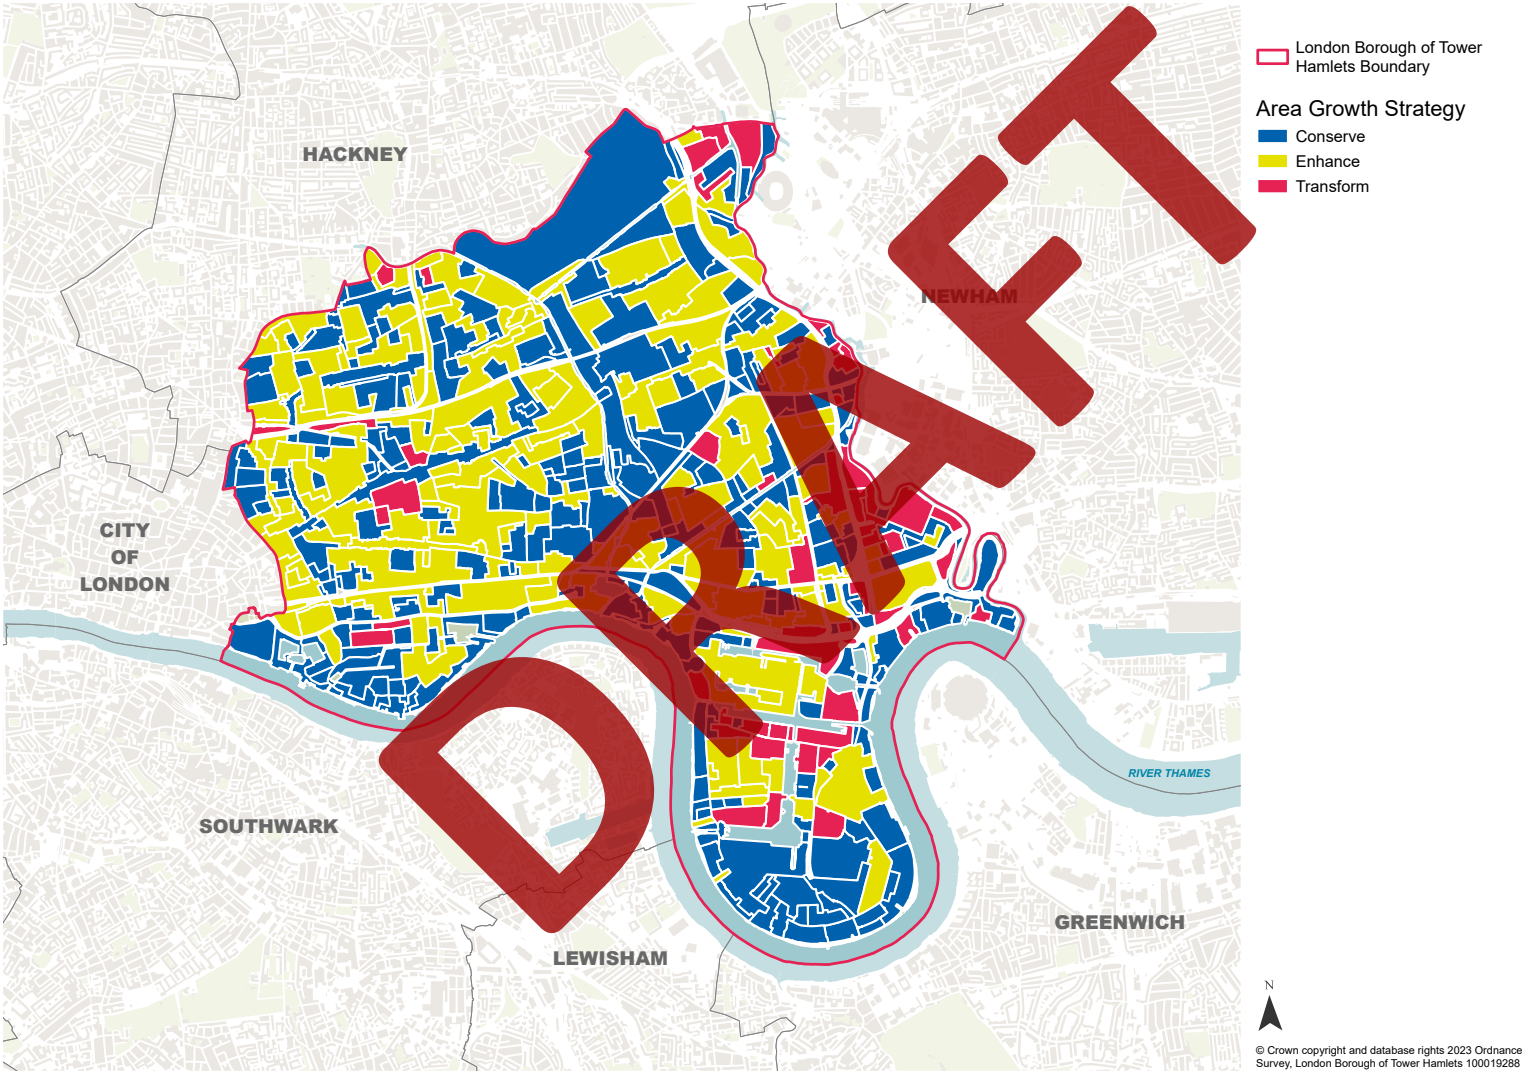 London Borough of Tower
Hamlets Boundary
Area Growth Strategy
Conserve
Enhance
Transform
HACKNEY
NEWHAM
CITY
OF
LONDON
RIVER THAMES
SOUTHWARK
GREENWICH
LEWISHAM
DRAFT
N
© Crown copyright and database rights 2023 Ordnance
Survey, London Borough of Tower Hamlets 100019288